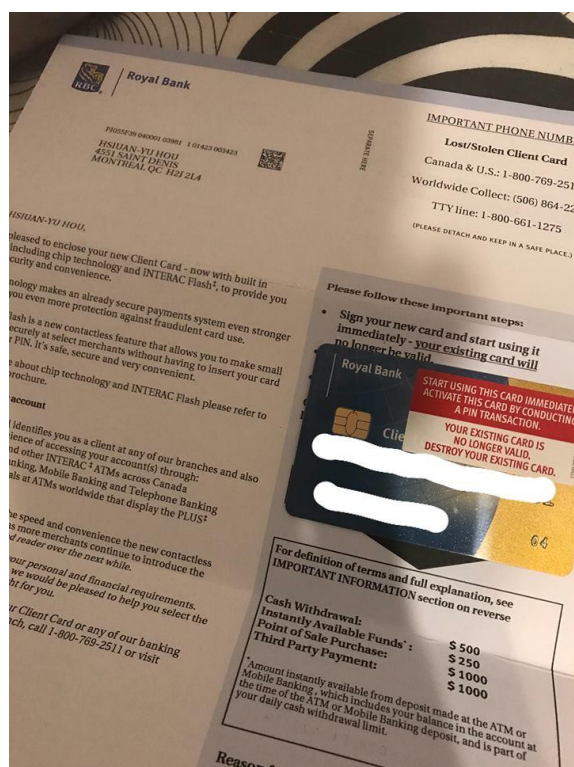 RBC
Royal Bank
PI055F39 040001 03981 1 01423 003423
HSIUAN-YU HOU
4551 SAINT DENIS
MONTREAL QC H2J 2L4
SEPARATE HERE
IMPORTANT PHONE NUMB
Lost/Stolen Client Card
Canada & U.S.: 1-800-769-251
Worldwide Collect: (506) 864-22
TTY line: 1-800-661-1275
(PLEASE DETACH AND KEEP IN A SAFE PLACE.)
HSIUAN-YU HOU,
pleased to enclose your new Client Card - now with built in
including chip technology and INTERAC Flash‡, to provide you
curity and convenience.
nology makes an already secure payments system even stronger
you even more protection against fraudulent card use.
lash is a new contactless feature that allows you to make small
ecurely at select merchants without having to insert your card
r PIN. It's safe, secure and very convenient.
e about chip technology and INTERAC Flash please refer to
brochure.
account
identifies you as a client at any of our branches and also
ience of accessing your account(s) through:
nd other INTERAC‡ ATMs across Canada
anking, Mobile Banking and Telephone Banking
als at ATMs worldwide that display the PLUS‡
he speed and convenience the new contactless
s more merchants continue to introduce the
d reader over the next while.
our personal and financial requirements.
we would be pleased to help you select the
ht for you.
ur Client Card or any of our banking
nch, call 1-800-769-2511 or visit
Please follow these important steps:
• Sign your new card and start using it
immediately - your existing card will
no longer be valid
Royal Bank
Clie
START USING THIS CARD IMMEDIATE
ACTIVATE THIS CARD BY CONDUCTING
A PIN TRANSACTION.
YOUR EXISTING CARD IS
NO LONGER VALID.
DESTROY YOUR EXISTING CARD.
For definition of terms and full explanation, see
IMPORTANT INFORMATION section on reverse
Cash Withdrawal: $ 500
Instantly Available Funds*: $ 250
Point of Sale Purchase: $ 1000
Third Party Payment: $ 1000
*Amount instantly available from deposit made at the ATM or
Mobile Banking, which includes your balance in the account at
the time of the ATM or Mobile Banking deposit, and is part of
your daily cash withdrawal limit.
Reason